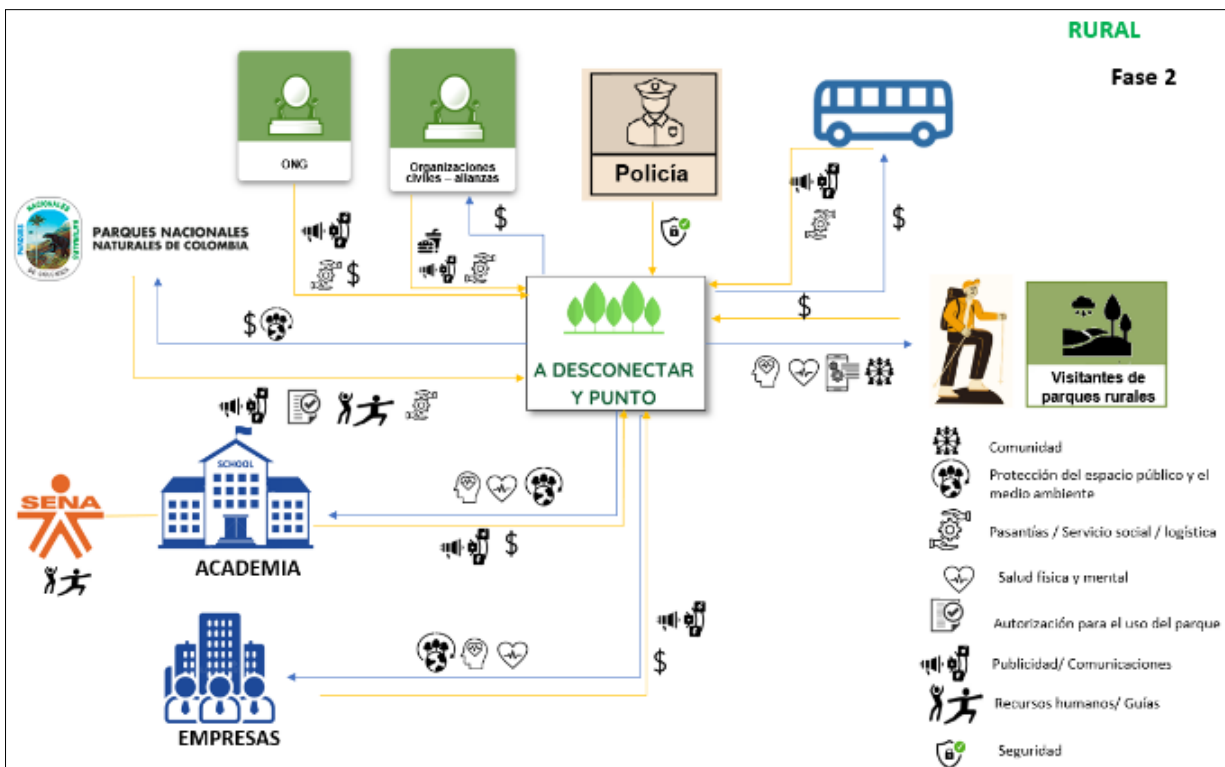 RURAL
Fase 2
ONG
Organizaciones
civiles – alianzas
Policía
PARQUES NACIONALES
NATURALES DE COLOMBIA
$
$
$
$
$
A DESCONECTAR
Y PUNTO
Visitantes de
parques rurales
SCHOOL
SENA
ACADEMIA
$
$
EMPRESAS
Comunidad
Protección del espacio público y el
medio ambiente
Pasantías / Servicio social / logística
Salud física y mental
Autorización para el uso del parque
Publicidad/ Comunicaciones
Recursos humanos/ Guías
Seguridad